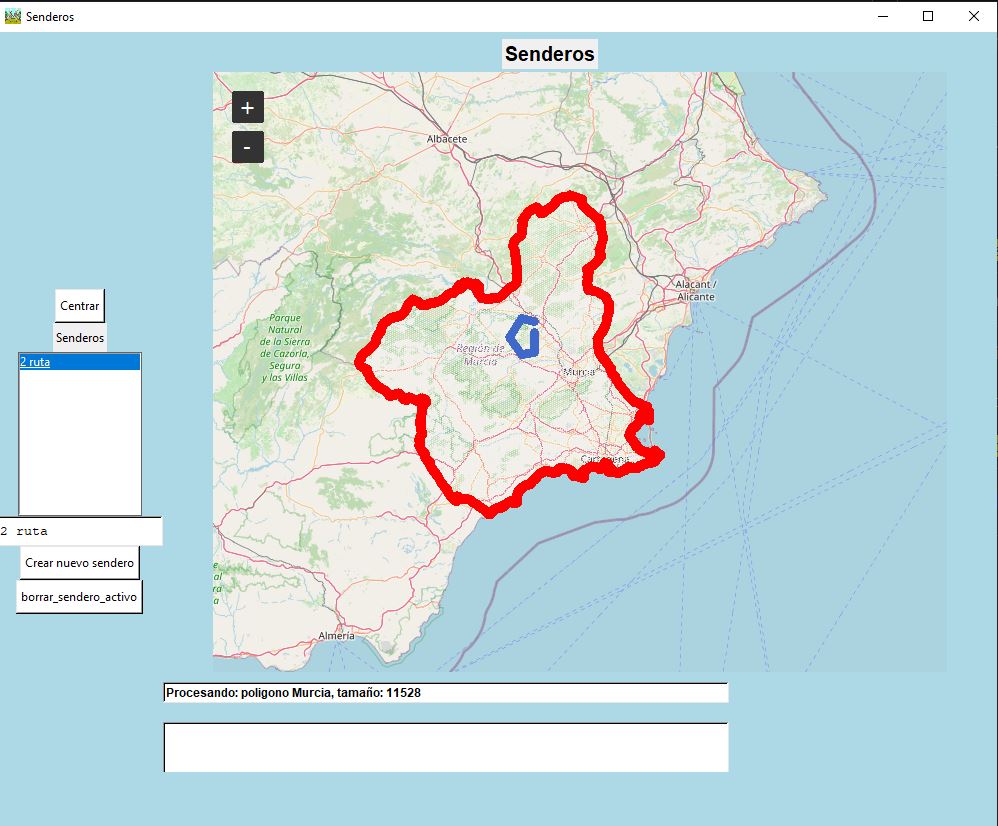 Senderos
Senderos
+
-
Albacete
Alacant /
Alicante
Parque
Natural
de la Sierra
de Cazorla,
Segura
y las Villas
Región de
Murcia
Murcia
Almería
Centrar
Senderos
2 ruta
2 ruta
Crear nuevo sendero
borrar_sendero_activo
Procesando: poligono Murcia, tamaño: 11528